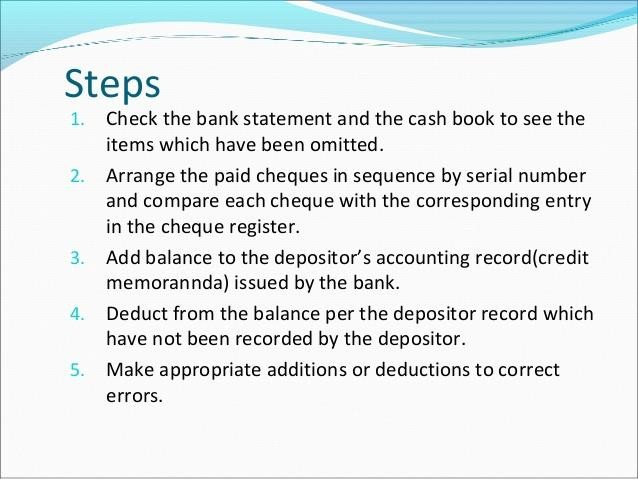 Steps
1. Check the bank statement and the cash book to see the
items which have been omitted.
2. Arrange the paid cheques in sequence by serial number
and compare each cheque with the corresponding entry
in the cheque register.
3. Add balance to the depositor’s accounting record(credit
memorannda) issued by the bank.
4. Deduct from the balance per the depositor record which
have not been recorded by the depositor.
5. Make appropriate additions or deductions to correct
errors.